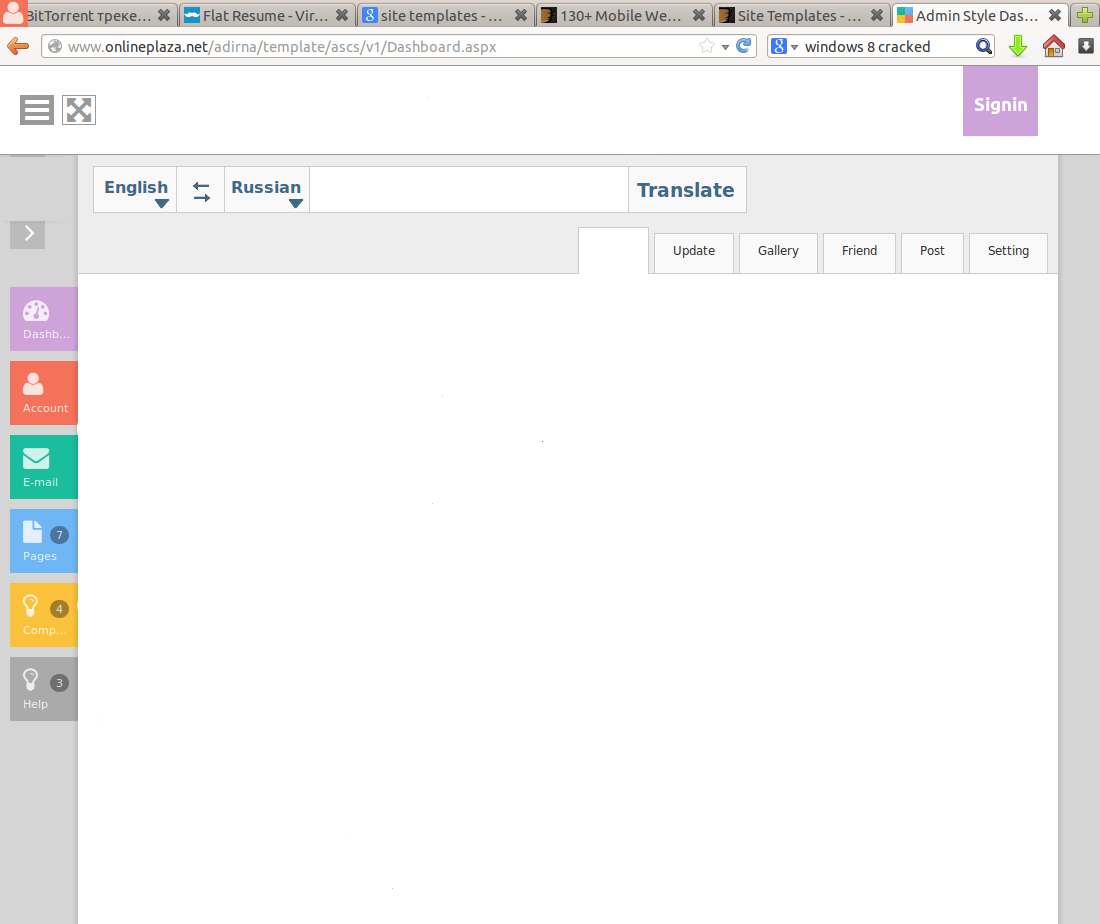 BitTorrent треке... Flat Resume - Vir... site templates - ... 130+ Mobile We... Site Templates - ... Admin Style Das...
www.onlineplaza.net/adirna/template/ascs/v1/Dashboard.aspx 8 windows 8 cracked
Signin
English Russian Translate
Update Gallery Friend Post Setting
Dashb...
Account
E-mail
7
Pages
4
Comp...
3
Help